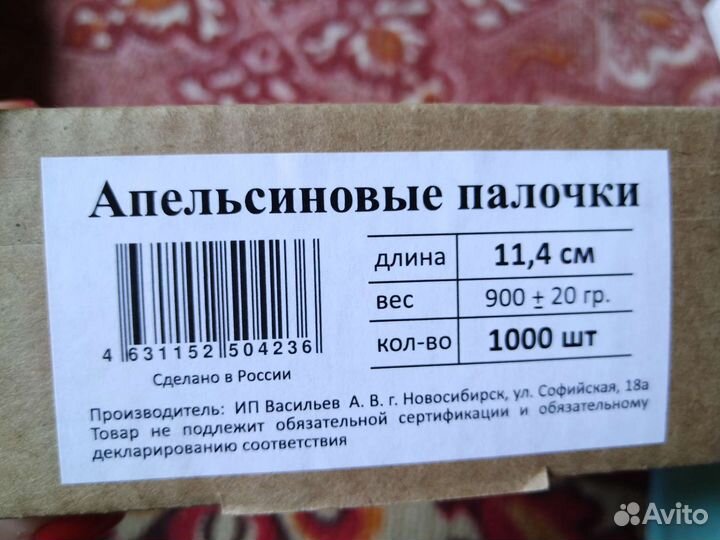 Апельсиновые палочки
длина 11,4 см
вес 900 ± 20 гр.
кол-во 1000 шт
4 631152 504236
Сделано в России
Производитель: ИП Васильев А. В. г. Новосибирск, ул. Софийская, 18а
Товар не подлежит обязательной сертификации и обязательному
декларированию соответствия
Avito